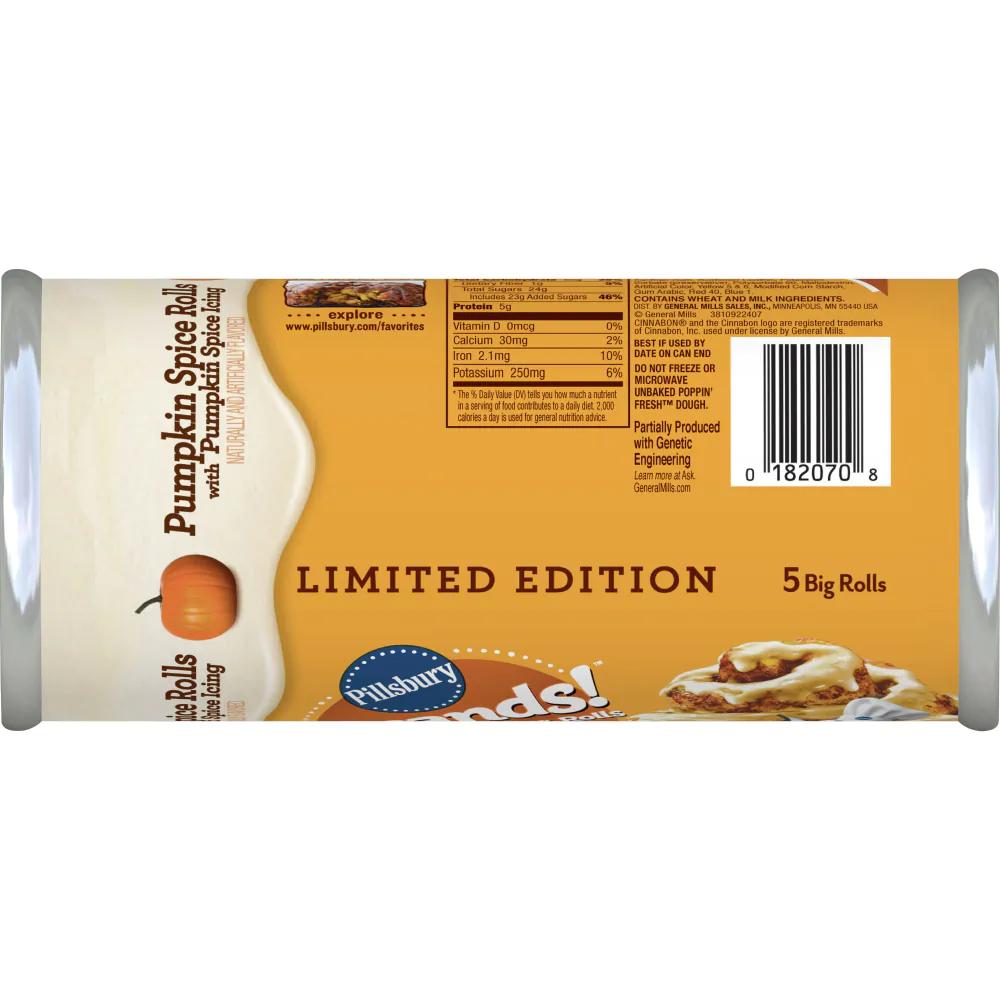 Pumpkin Spice Rolls
with Pumpkin Spice Icing
NATURALLY AND ARTIFICIALLY FLAVORED
Rolls
Spice Icing
explore
www.pillsbury.com/favorites
Dietary Fiber 1g 5%
Total Sugars 24g
Includes 23g Added Sugars 46%
Protein 5g
Vitamin D 0mcg 0%
Calcium 30mg 2%
Iron 2.1mg 10%
Potassium 250mg 6%
* The % Daily Value (DV) tells you how much a nutrient
in a serving of food contributes to a daily diet. 2,000
calories a day is used for general nutrition advice.
Artificial Color, Yellow 5 & 6, Modified Corn Starch,
Gum Arabic, Red 40, Blue 1.
CONTAINS WHEAT AND MILK INGREDIENTS.
DIST. BY GENERAL MILLS SALES, INC., MINNEAPOLIS, MN 55440 USA
© General Mills 3810922407
CINNABON® and the Cinnabon logo are registered trademarks
of Cinnabon, Inc. used under license by General Mills.
BEST IF USED BY
DATE ON CAN END
DO NOT FREEZE OR
MICROWAVE
UNBAKED POPPIN'
FRESH™ DOUGH.
Partially Produced
with Genetic
Engineering
Learn more at Ask.
GeneralMills.com
0 182070 8
LIMITED EDITION
5 Big Rolls
Pillsbury
nds!™
Rolls